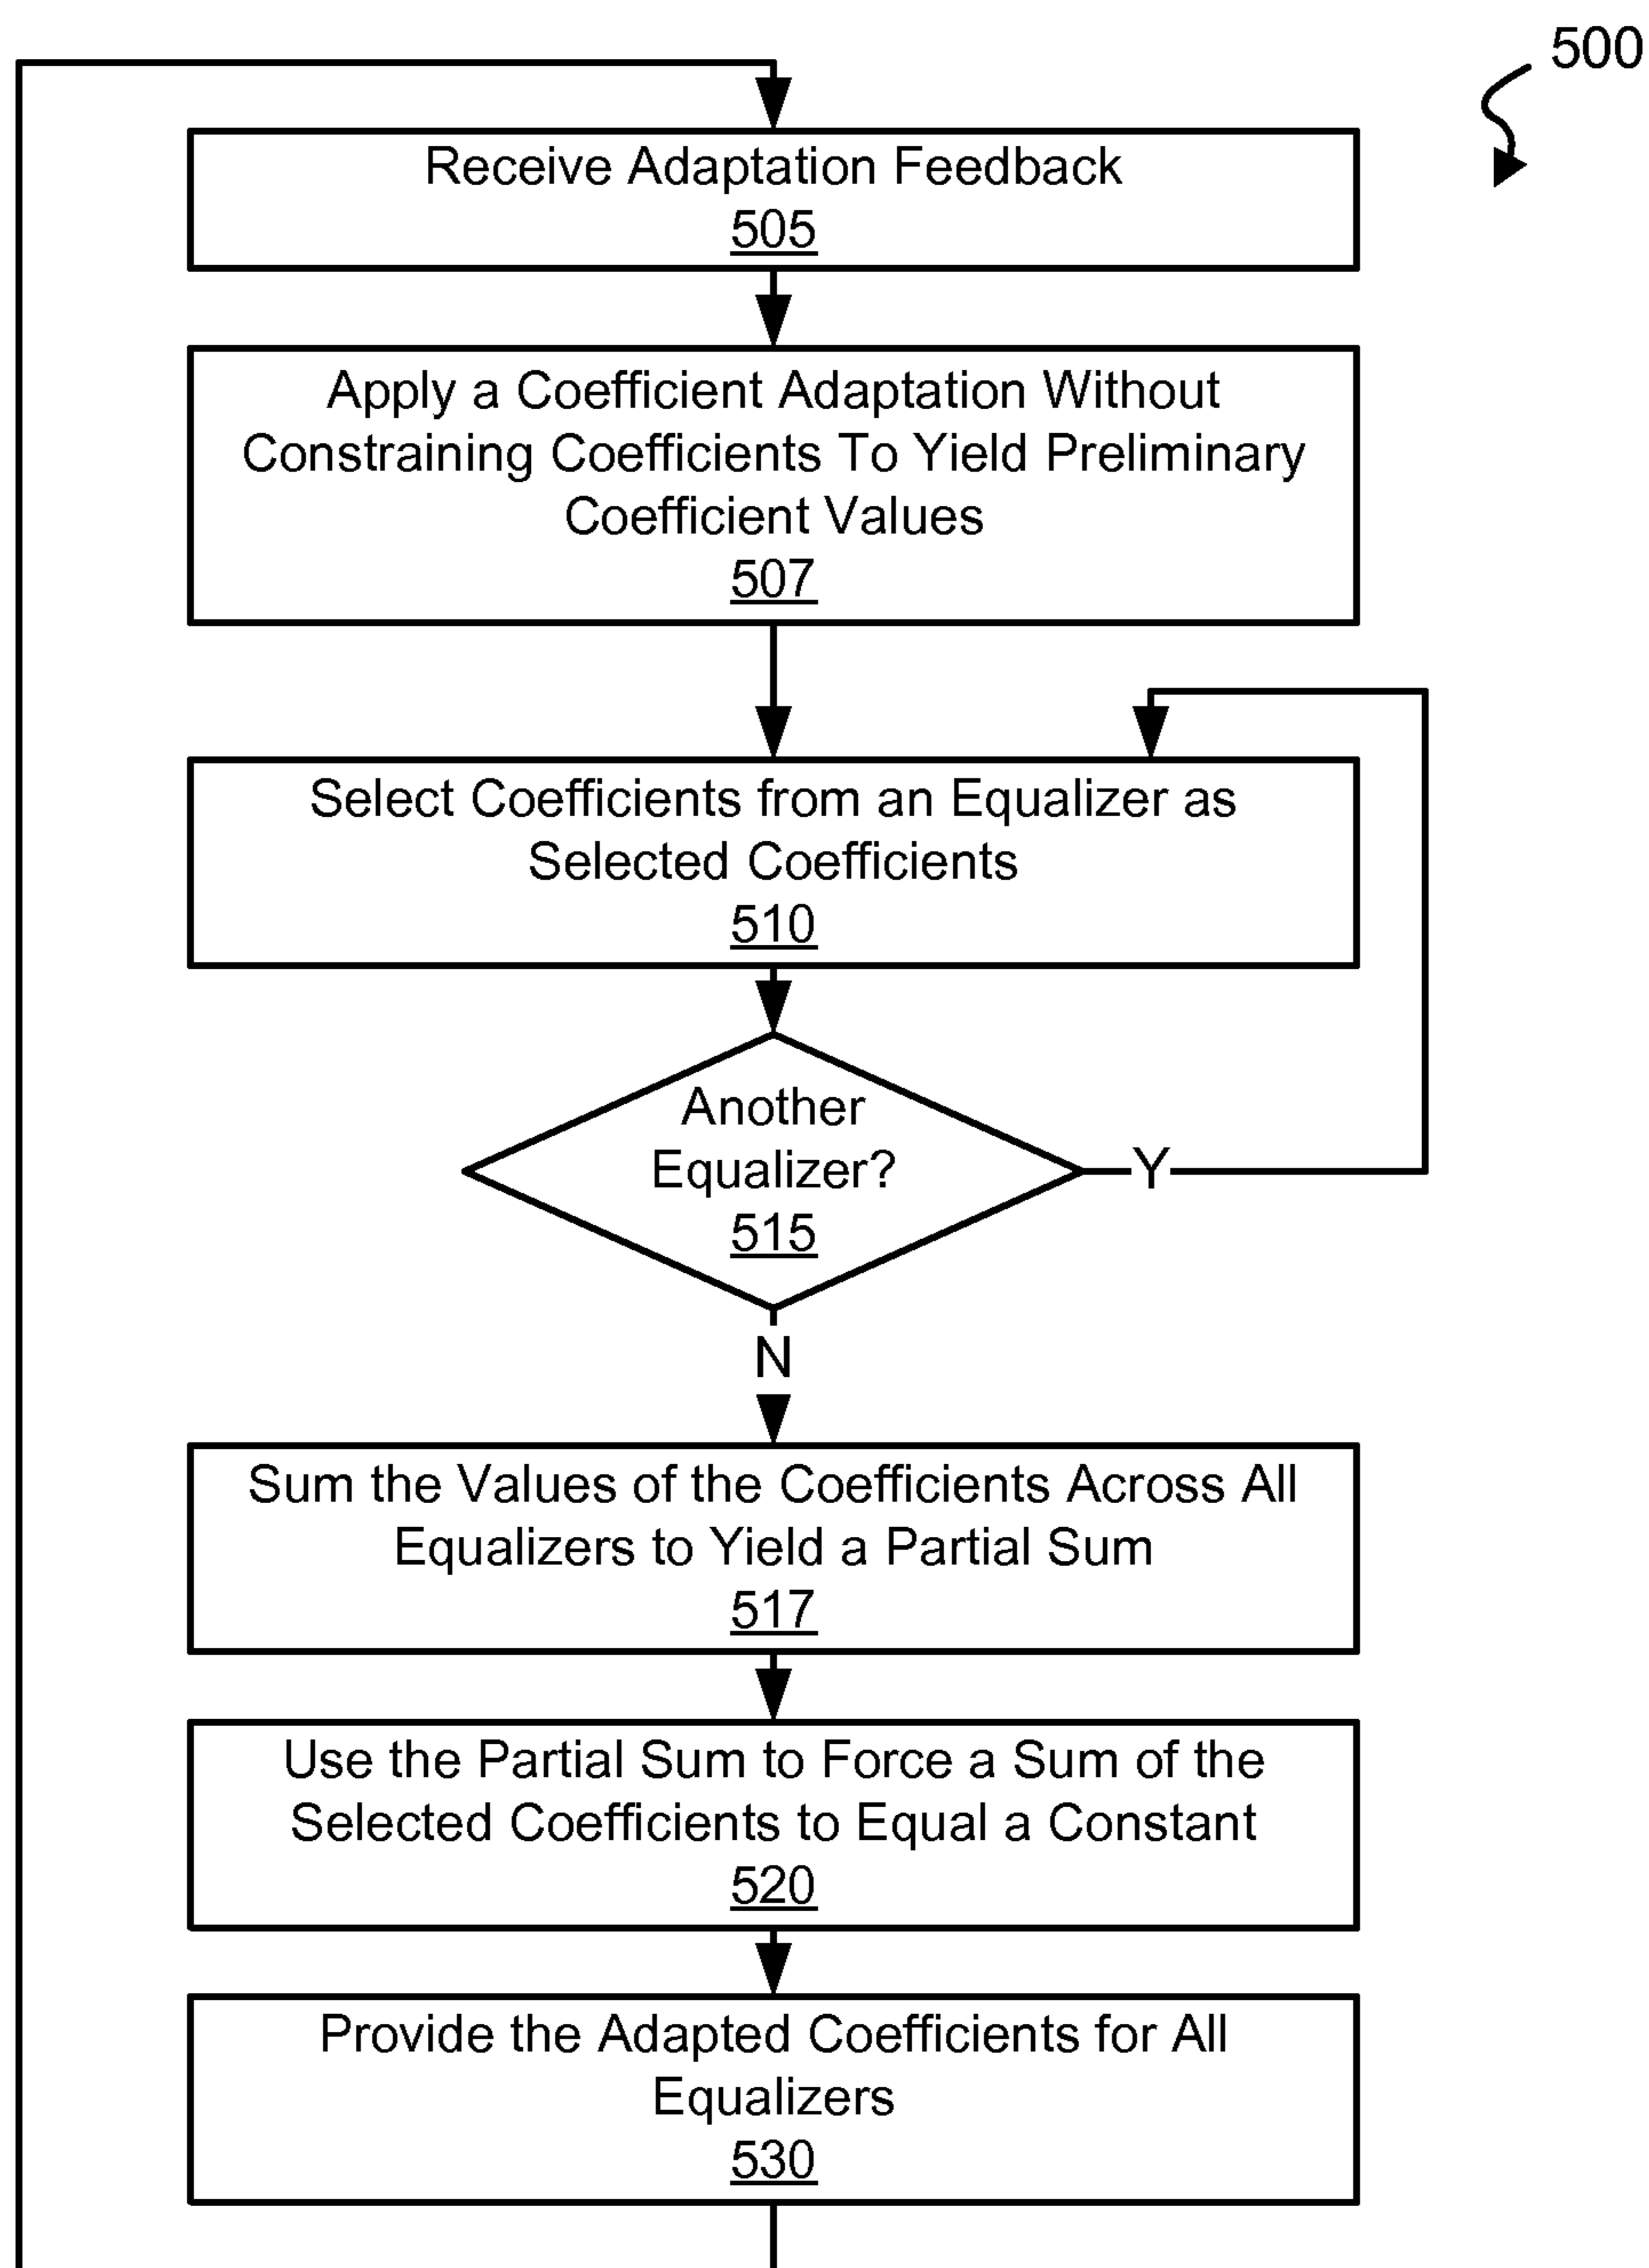 500
Receive Adaptation Feedback
505
Apply a Coefficient Adaptation Without
Constraining Coefficients To Yield Preliminary
Coefficient Values
507
Select Coefficients from an Equalizer as
Selected Coefficients
510
Another
Equalizer?
515
Y
N
Sum the Values of the Coefficients Across All
Equalizers to Yield a Partial Sum
517
Use the Partial Sum to Force a Sum of the
Selected Coefficients to Equal a Constant
520
Provide the Adapted Coefficients for All
Equalizers
530